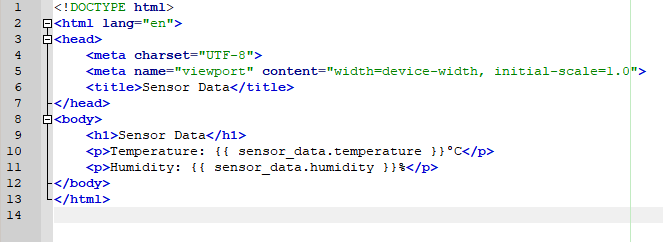 1 <!DOCTYPE html>
2 <html lang="en">
3 <head>
4     <meta charset="UTF-8">
5     <meta name="viewport" content="width=device-width, initial-scale=1.0">
6     <title>Sensor Data</title>
7 </head>
8 <body>
9     <h1>Sensor Data</h1>
10     <p>Temperature: {{ sensor_data.temperature }}°C</p>
11     <p>Humidity: {{ sensor_data.humidity }}%</p>
12 </body>
13 </html>
14